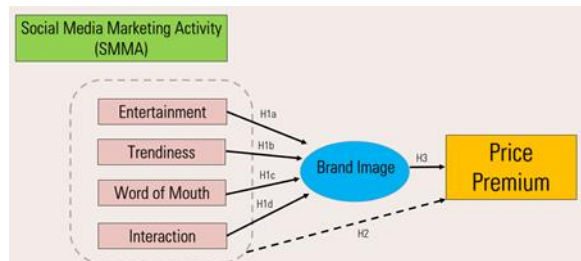 Social Media Marketing Activity
(SMMA)
Entertainment
H1a
Trendiness
H1b
Word of Mouth
H1c
Interaction
H1d
Brand Image
H3
Price
Premium
H2